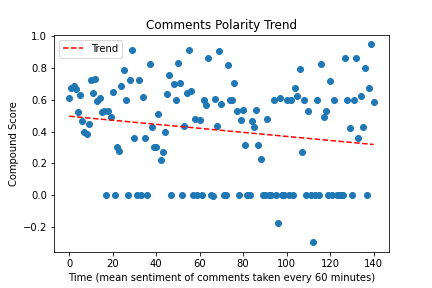 Comments Polarity Trend
Trend
Compound Score
1.0
0.8
0.6
0.4
0.2
0.0
−0.2
0 20 40 60 80 100 120 140
Time (mean sentiment of comments taken every 60 minutes)